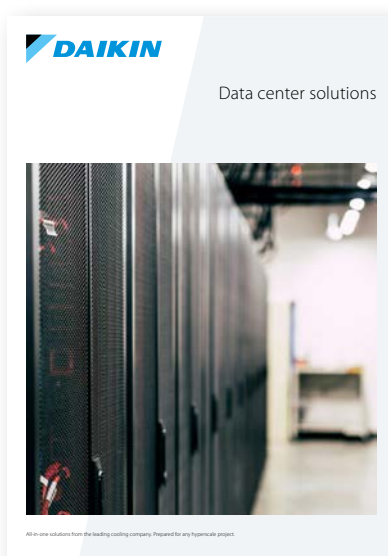 DAIKIN
Data center solutions
All-in-one solutions from the leading cooling company. Prepared for any hyperscale project.